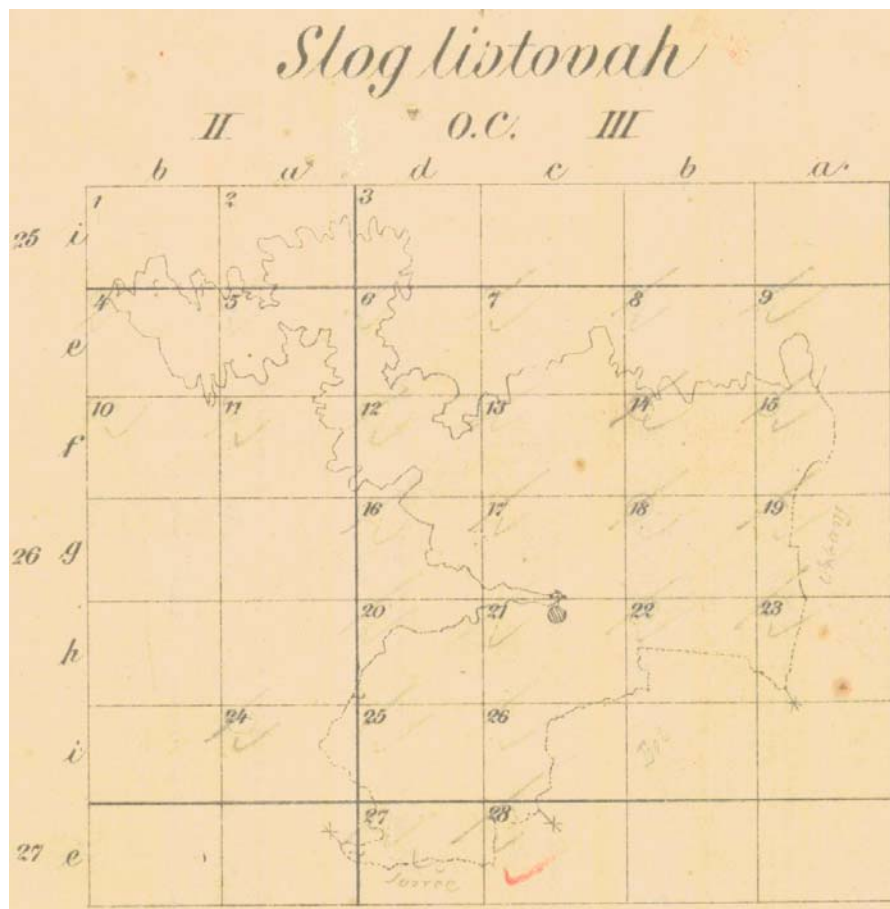 Slog listovah
II O.C. III
b a d c b a.
1 2 3
25 i
4 5 6 7 8 9
e
10 11 12 13 14 15
f
16 17 18 19
26 g
20 21 22 23
h
24 25 26
i
27 28
27 e